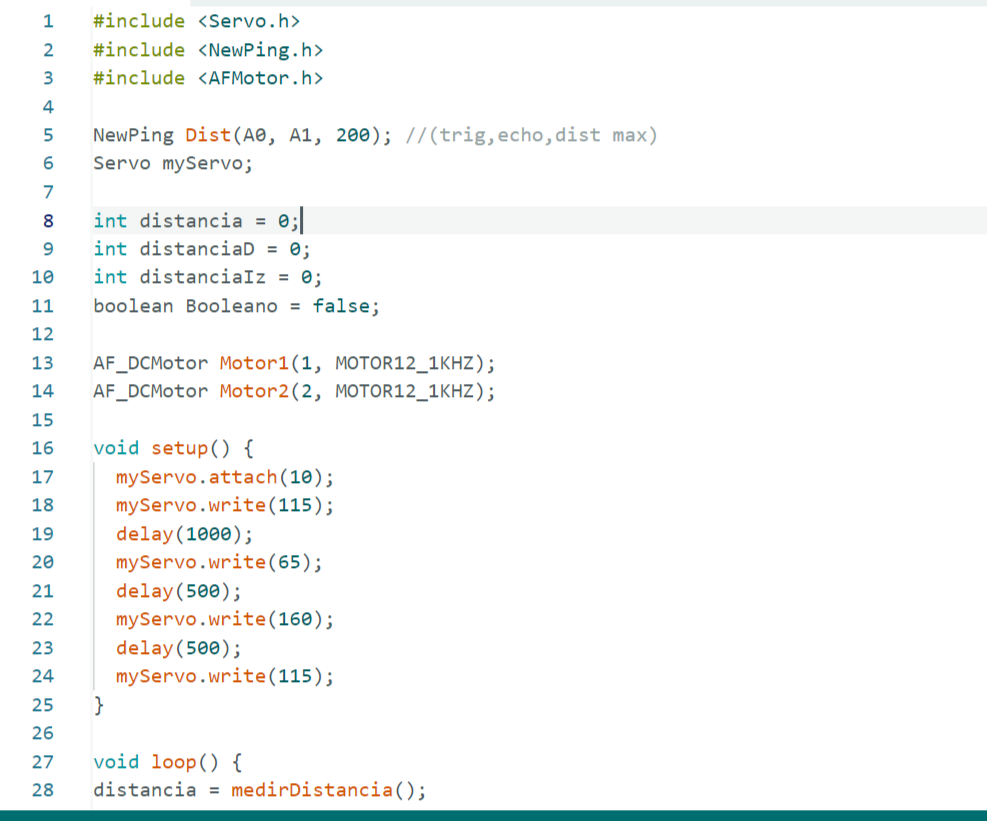 1 #include <Servo.h>
2 #include <NewPing.h>
3 #include <AFMotor.h>
4
5 NewPing Dist(A0, A1, 200); //(trig,echo,dist max)
6 Servo myServo;
7
8 int distancia = 0;
9 int distanciaD = 0;
10 int distanciaIz = 0;
11 boolean Booleano = false;
12
13 AF_DCMotor Motor1(1, MOTOR12_1KHZ);
14 AF_DCMotor Motor2(2, MOTOR12_1KHZ);
15
16 void setup() {
17 myServo.attach(10);
18 myServo.write(115);
19 delay(1000);
20 myServo.write(65);
21 delay(500);
22 myServo.write(160);
23 delay(500);
24 myServo.write(115);
25 }
26
27 void loop() {
28 distancia = medirDistancia();